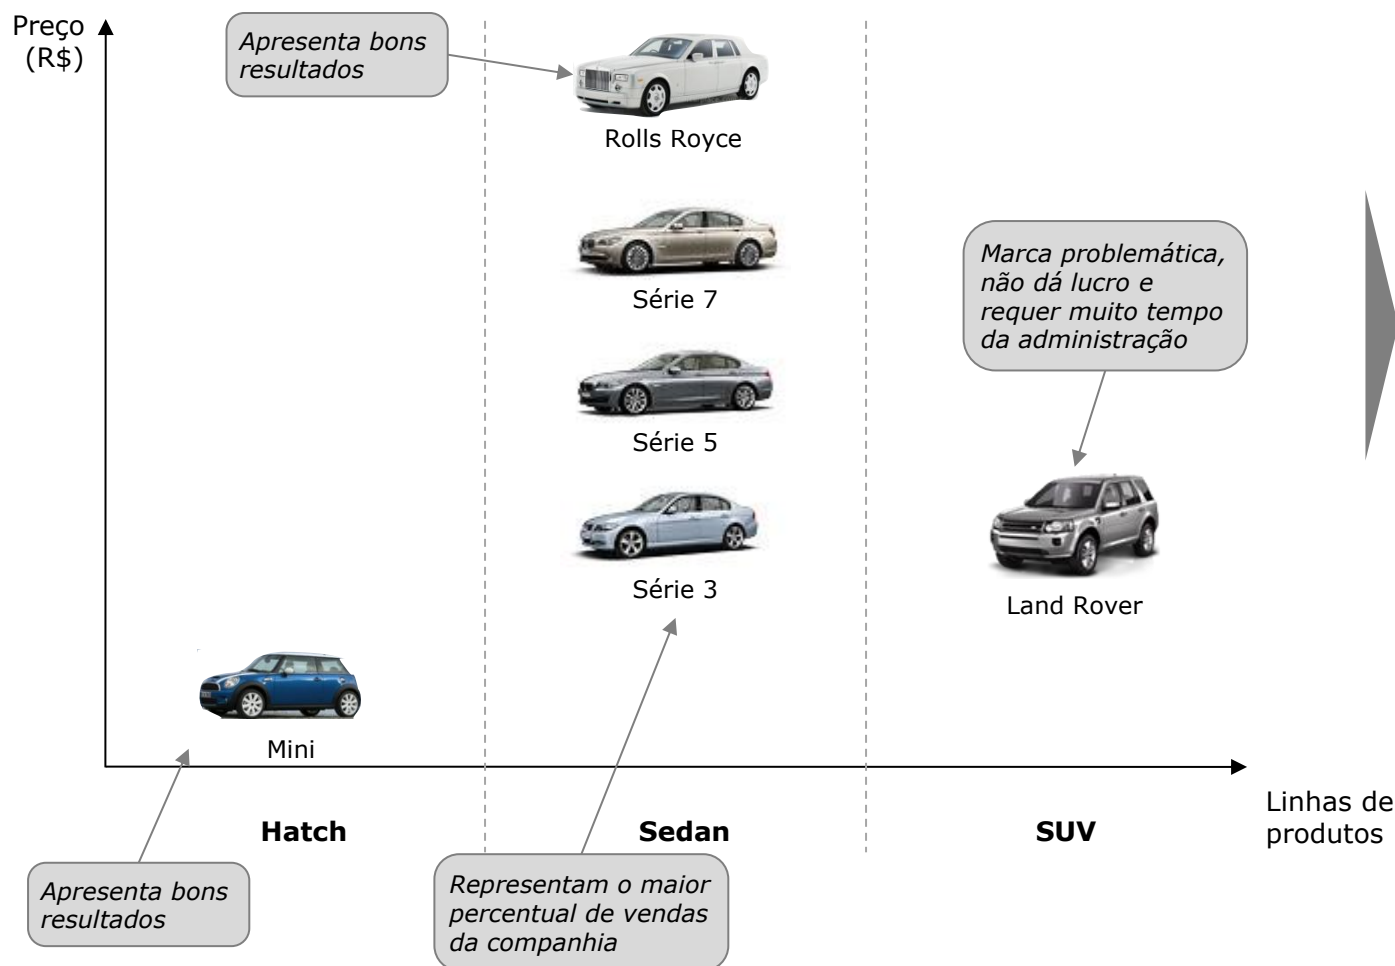 Preço
(R$)
Apresenta bons
resultados
Rolls Royce
Série 7
Marca problemática,
não dá lucro e
requer muito tempo
da administração
Série 5
Série 3
Land Rover
Mini
Linhas de
produtos
Hatch
Sedan
SUV
Apresenta bons
resultados
Representam o maior
percentual de vendas
da companhia